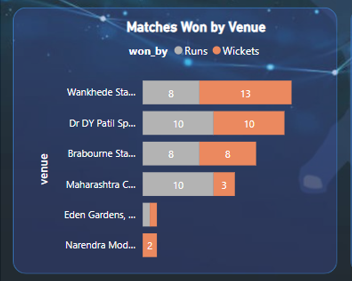 Matches Won by Venue
won_by Runs Wickets
Wankhede Sta... 8 13
Dr DY Patil Sp... 10 10
Brabourne Sta... 8 8
Maharashtra C... 10 3
Eden Gardens, ...
Narendra Mod... 2
venue